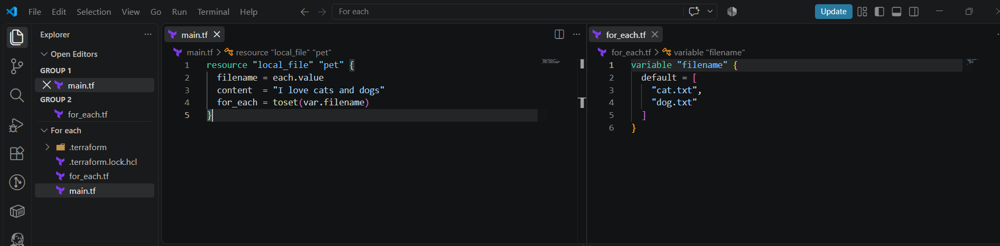 File Edit Selection View Go Run Terminal Help
For each
Update
Explorer
Open Editors
GROUP 1
main.tf
GROUP 2
for_each.tf
For each
.terraform
.terraform.lock.hcl
for_each.tf
main.tf
main.tf
main.tf > resource "local_file" "pet"
1 resource "local_file" "pet" {
2 filename = each.value
3 content  = "I love cats and dogs"
4 for_each = toset(var.filename)
5 }
for_each.tf
for_each.tf > variable "filename"
1 variable "filename" {
2 default = [
3 "cat.txt",
4 "dog.txt"
5 ]
6 }